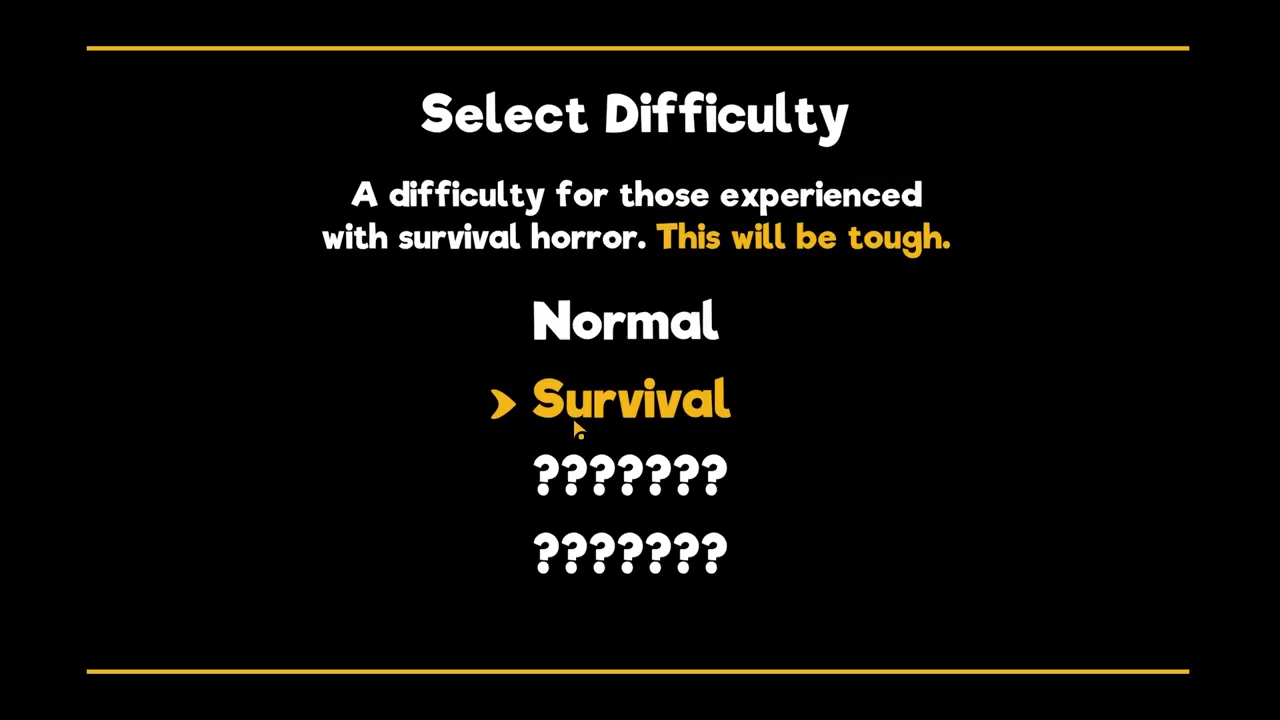 Select Difficulty
A difficulty for those experienced
with survival horror. This will be tough.
Normal
> Survival
???????
???????